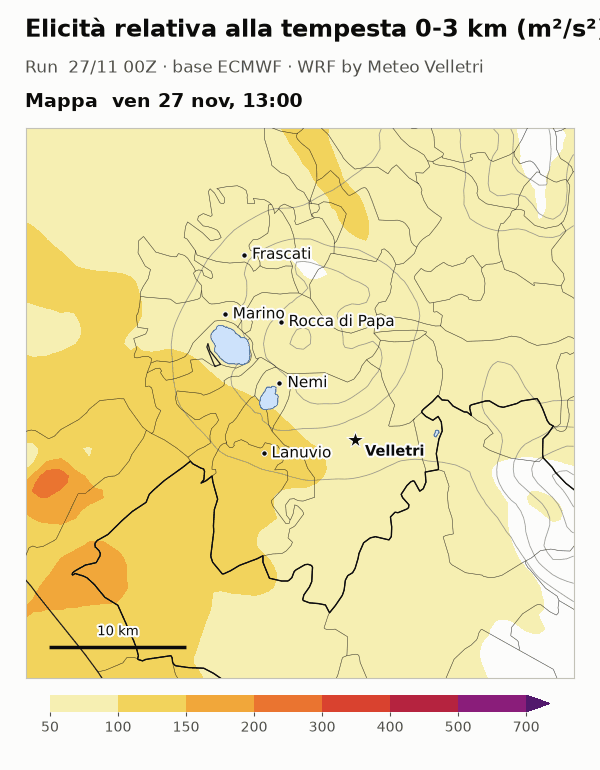 Elicità relativa alla tempesta 0-3 km (m²/s²)
Run 27/11 00Z · base ECMWF · WRF by Meteo Velletri
Mappa ven 27 nov, 13:00
Frascati
Marino
Rocca di Papa
Nemi
Velletri
Lanuvio
10 km
50 100 150 200 300 400 500 700